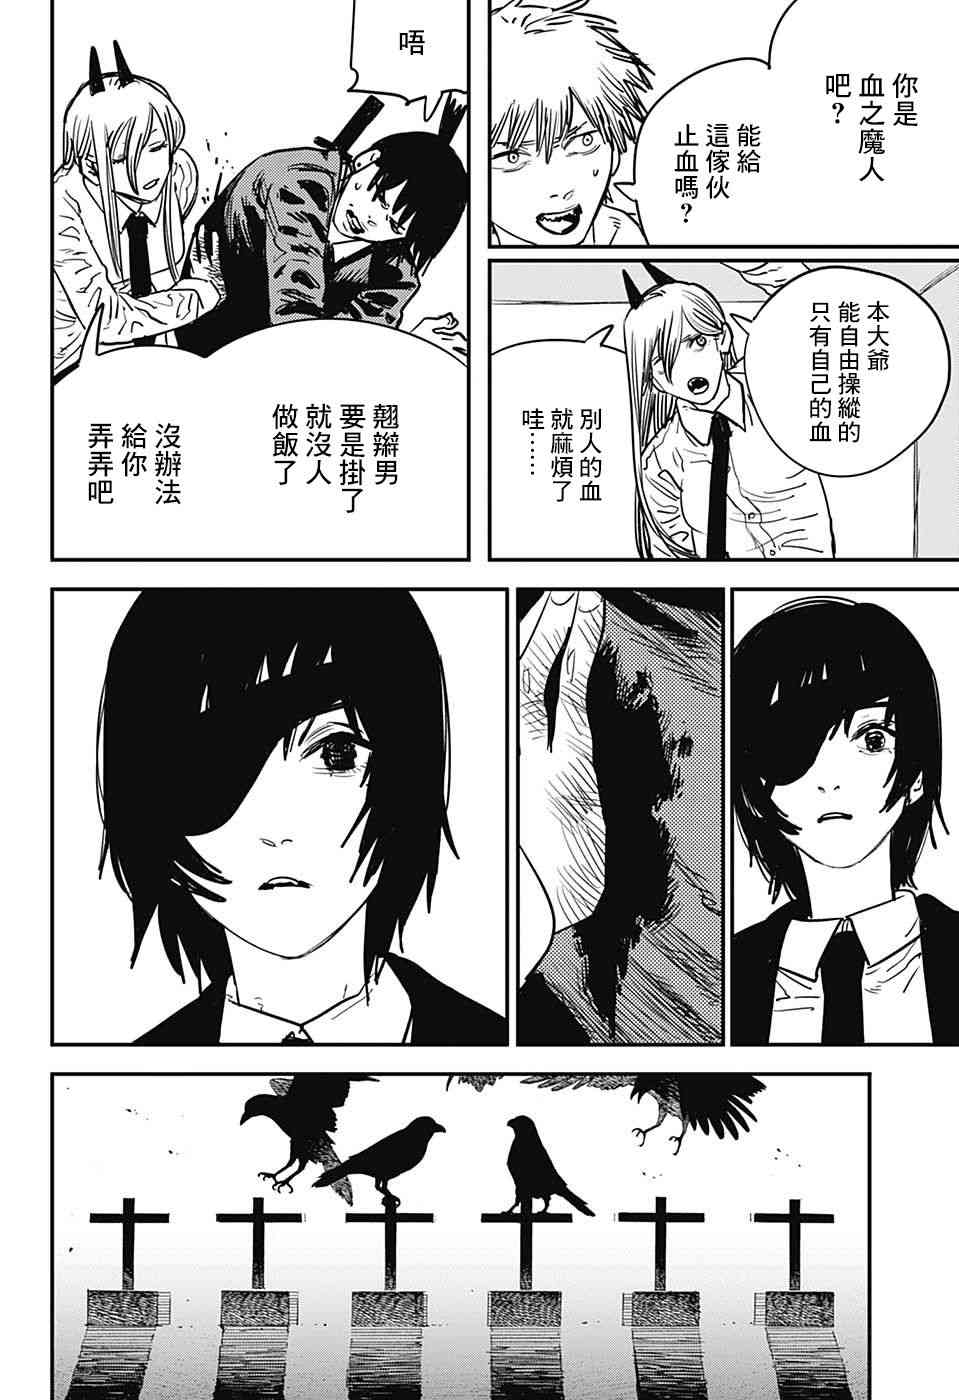 你是
血之魔人
吧？
能給
這傢伙
止血嗎？
本大爺
能自由操縱的
只有自己的血
別人的血
就麻煩了
哇……
唔
翹辮男
要是掛了
就沒人
做飯了
沒辦法
給你
弄弄吧